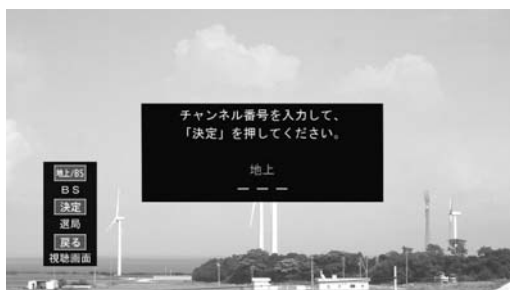 チャンネル番号を入力して、
「決定」を押してください。
地上
地上/BS
BS
決定
選局
戻る
視聴画面